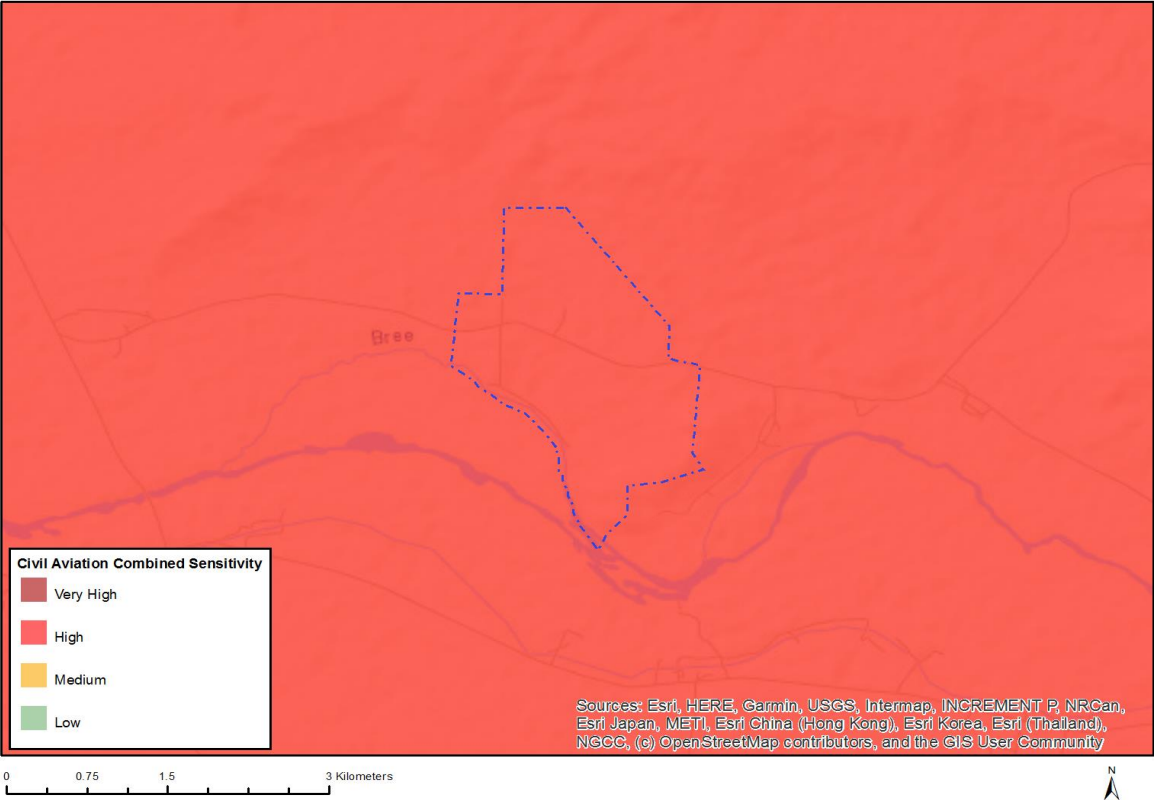 Bree
Civil Aviation Combined Sensitivity
Very High
High
Medium
Low
Sources: Esri, HERE, Garmin, USGS, Intermap, INCREMENT P, NRCan,
Esri Japan, METI, Esri China (Hong Kong), Esri Korea, Esri (Thailand),
NGCC, (c) OpenStreetMap contributors, and the GIS User Community
0 0.75 1.5 3 Kilometers
N